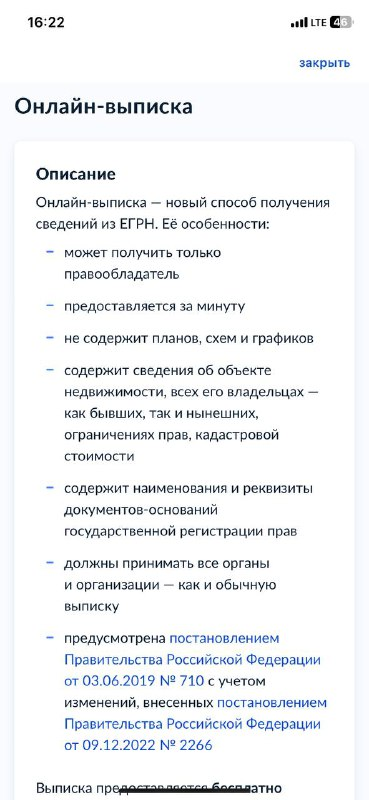 16:22
LTE 46
закрыть
Онлайн-выписка
Описание
Онлайн-выписка — новый способ получения
сведений из ЕГРН. Её особенности:
– может получить только
правообладатель
– предоставляется за минуту
– не содержит планов, схем и графиков
– содержит сведения об объекте
недвижимости, всех его владельцах —
как бывших, так и нынешних,
ограничениях прав, кадастровой
стоимости
– содержит наименования и реквизиты
документов-оснований
государственной регистрации прав
– должны принимать все органы
и организации — как и обычную
выписку
– предусмотрена постановлением
Правительства Российской Федерации
от 03.06.2019 № 710 с учетом
изменений, внесенных постановлением
Правительства Российской Федерации
от 09.12.2022 № 2266
Выписка предоставляется бесплатно